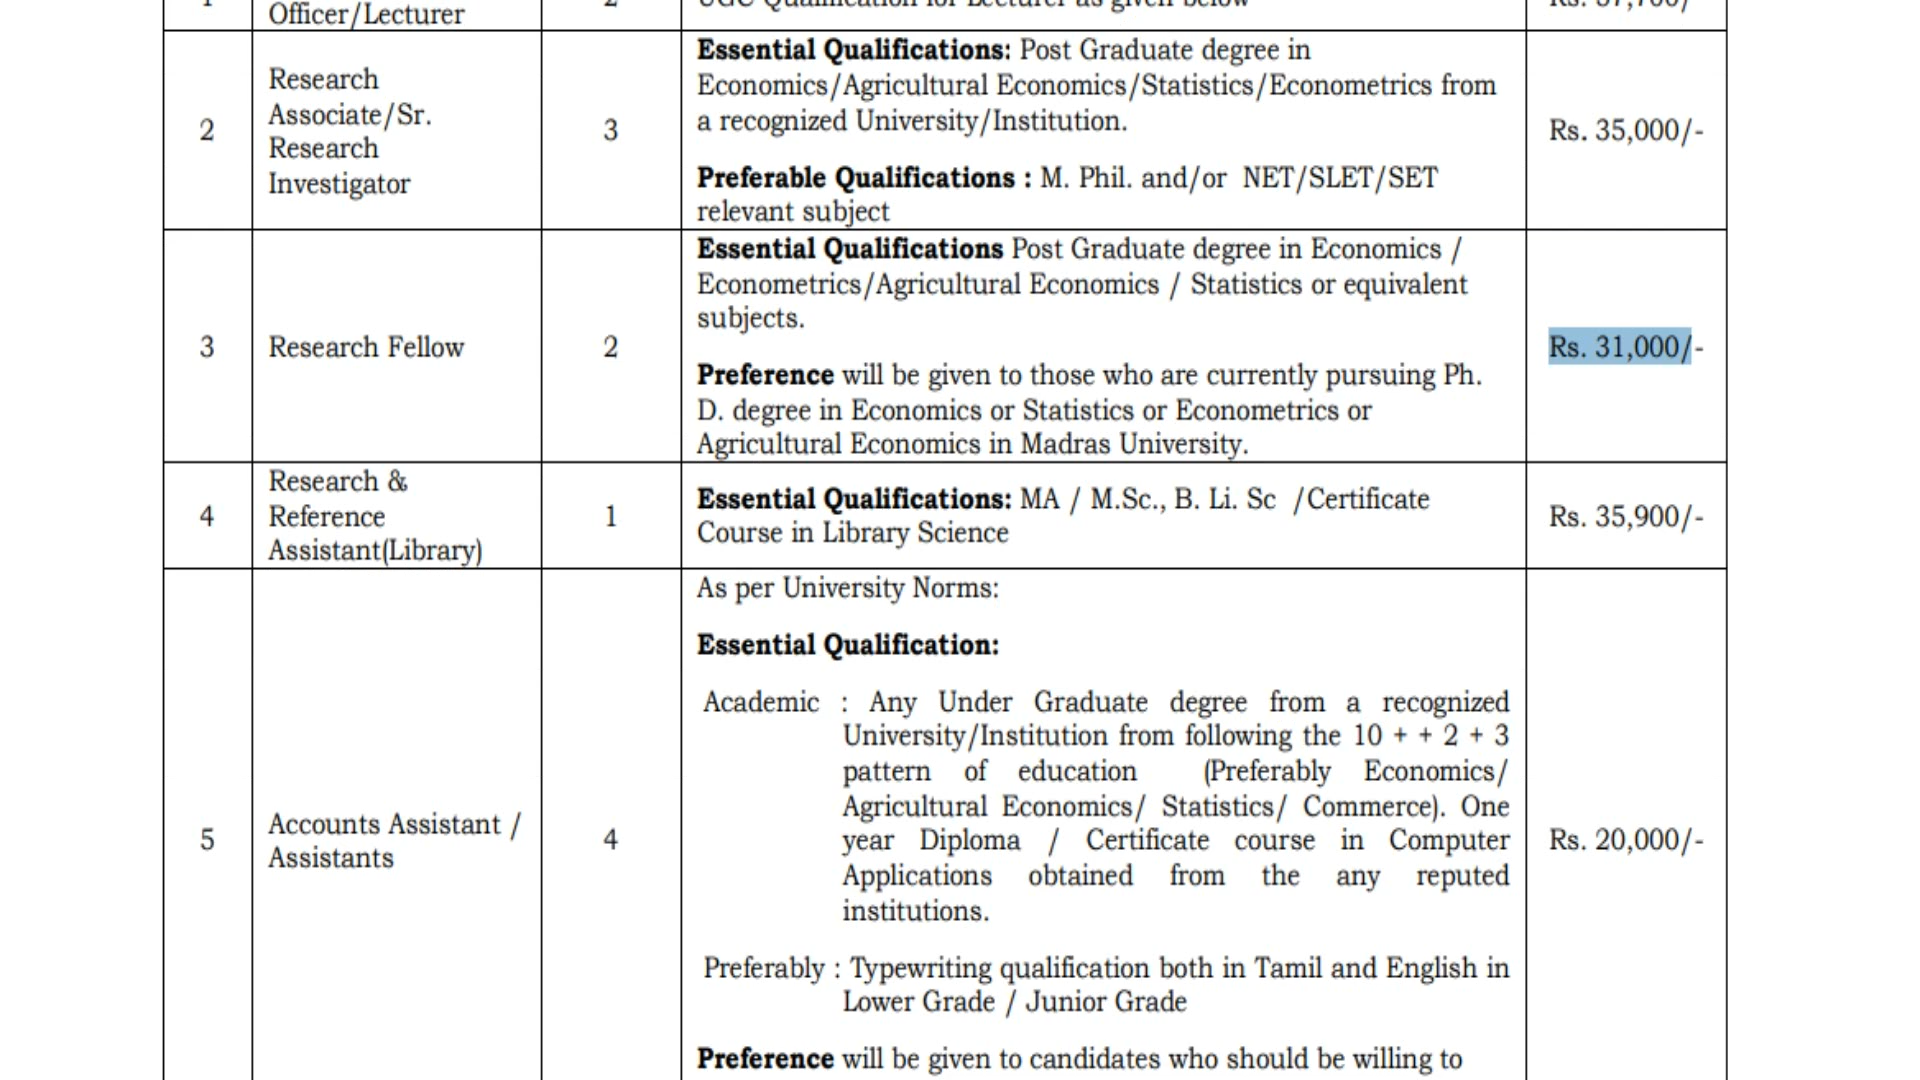 Officer/Lecturer
UGC Qualification for Lecturer as given below
2
Research
Associate/Sr.
Research
Investigator
3
Essential Qualifications: Post Graduate degree in
Economics/Agricultural Economics/Statistics/Econometrics from
a recognized University/Institution.
Preferable Qualifications : M. Phil. and/or NET/SLET/SET
relevant subject
Rs. 35,000/-
3
Research Fellow
2
Essential Qualifications Post Graduate degree in Economics /
Econometrics/Agricultural Economics / Statistics or equivalent
subjects.
Preference will be given to those who are currently pursuing Ph.
D. degree in Economics or Statistics or Econometrics or
Agricultural Economics in Madras University.
Rs. 31,000/-
4
Research &
Reference
Assistant(Library)
1
Essential Qualifications: MA / M.Sc., B. Li. Sc /Certificate
Course in Library Science
Rs. 35,900/-
5
Accounts Assistant /
Assistants
4
As per University Norms:
Essential Qualification:
Academic : Any Under Graduate degree from a recognized
University/Institution from following the 10 + + 2 + 3
pattern of education (Preferably Economics/
Agricultural Economics/ Statistics/ Commerce). One
year Diploma / Certificate course in Computer
Applications obtained from the any reputed
institutions.
Preferably : Typewriting qualification both in Tamil and English in
Lower Grade / Junior Grade
Preference will be given to candidates who should be willing to
Rs. 20,000/-